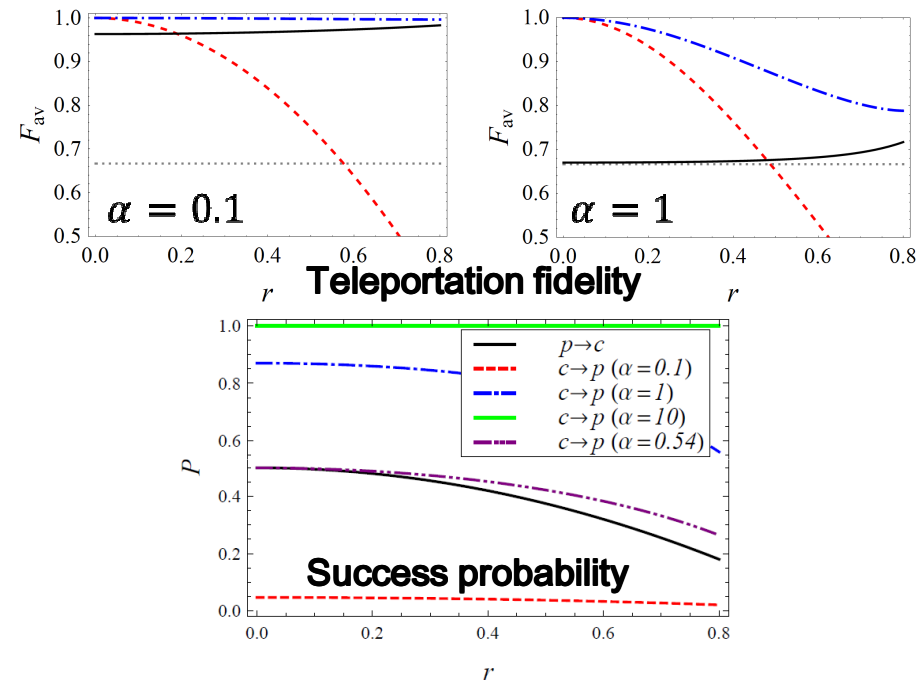 1.0
0.9
0.8
0.7
0.6
0.5
F_av
α = 0.1
0.0 0.2 0.4 0.6 0.8
r
1.0
0.9
0.8
0.7
0.6
0.5
F_av
α = 1
0.0 0.2 0.4 0.6 0.8
r
Teleportation fidelity
1.0
0.8
0.6
0.4
0.2
0.0
P
p→c
c→p (α=0.1)
c→p (α=1)
c→p (α=10)
c→p (α=0.54)
Success probability
0.0 0.2 0.4 0.6 0.8
r